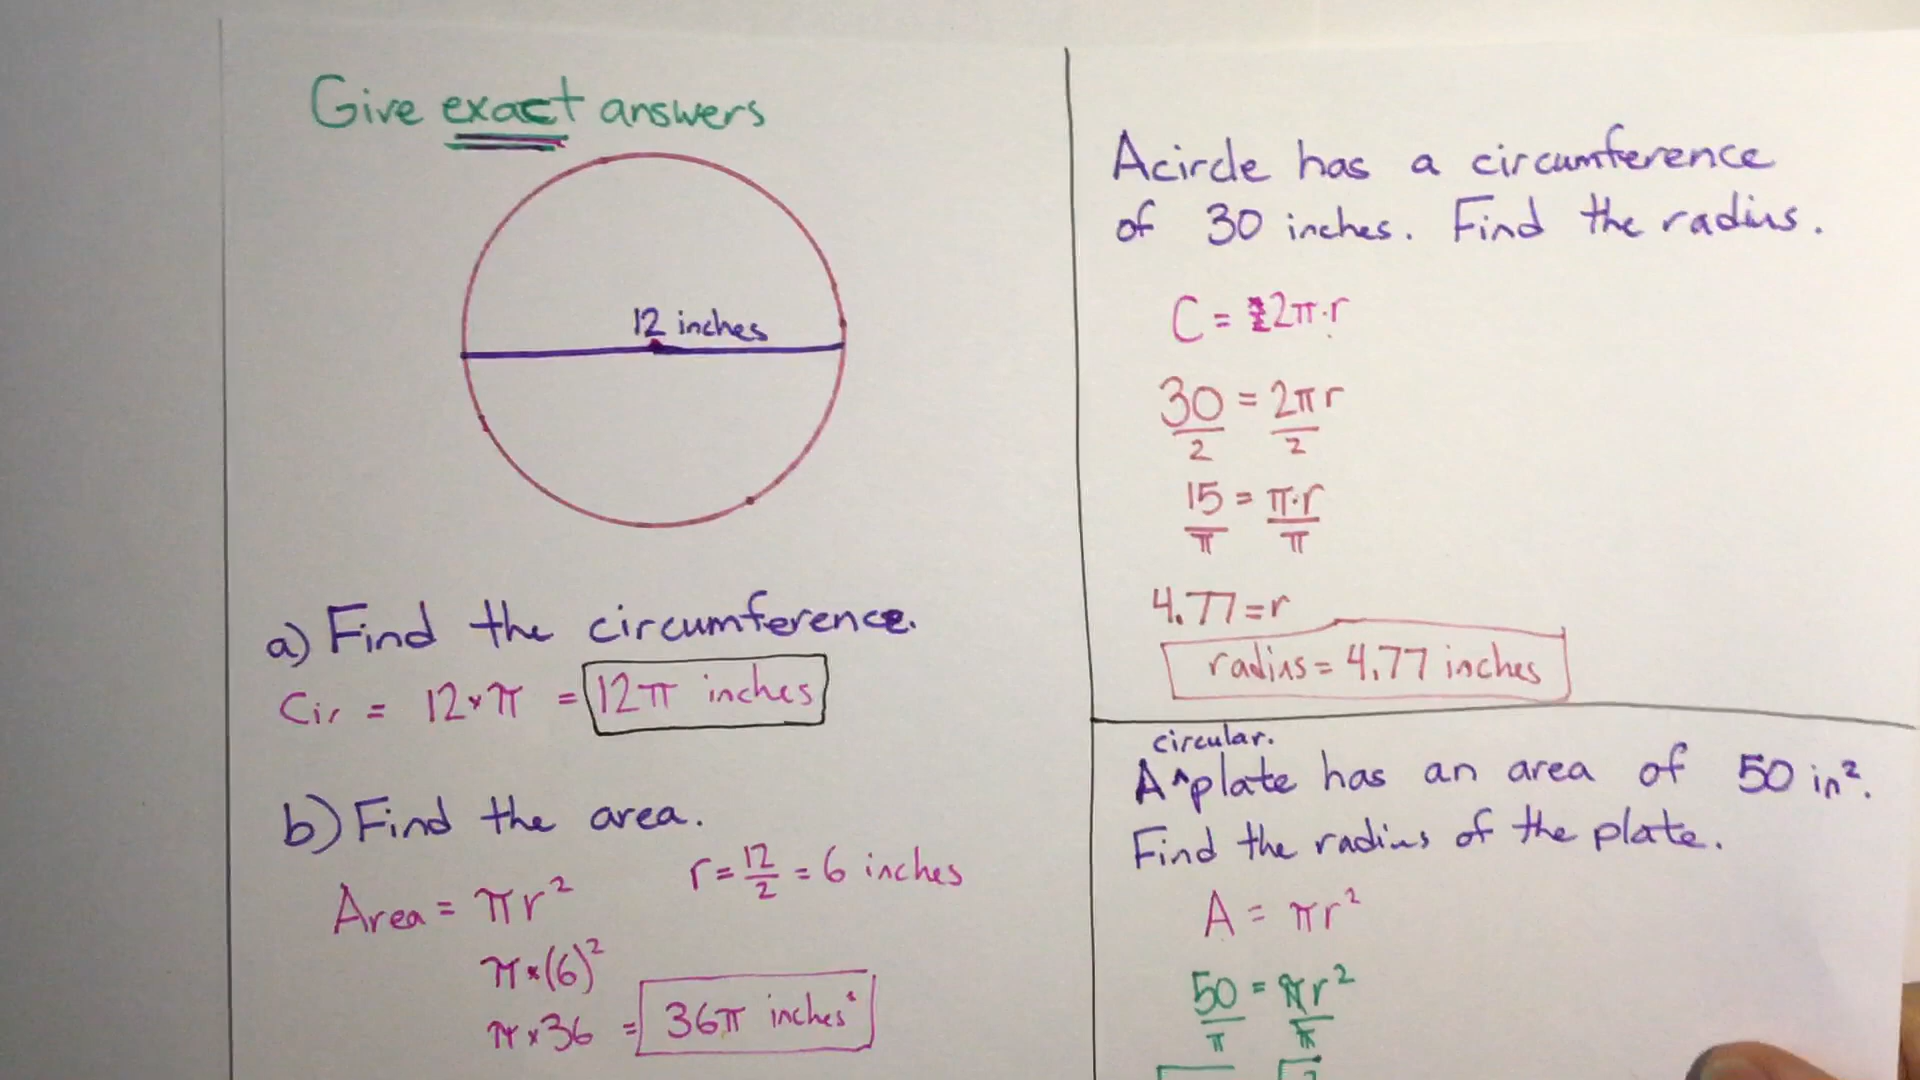 Give exact answers
12 inches
a) Find the circumference.
Cir = 12 × π = 12π inches
b) Find the area.
r = 12/2 = 6 inches
Area = πr²
π × (6)²
π × 36 = 36π inches²
A circle has a circumference
of 30 inches. Find the radius.
C = 2π·r
30/2 = 2πr/2
15/π = π·r/π
4.77 = r
radius = 4.77 inches
circular.
A ^ plate has an area of 50 in².
Find the radius of the plate.
A = πr²
50/π = πr²/π